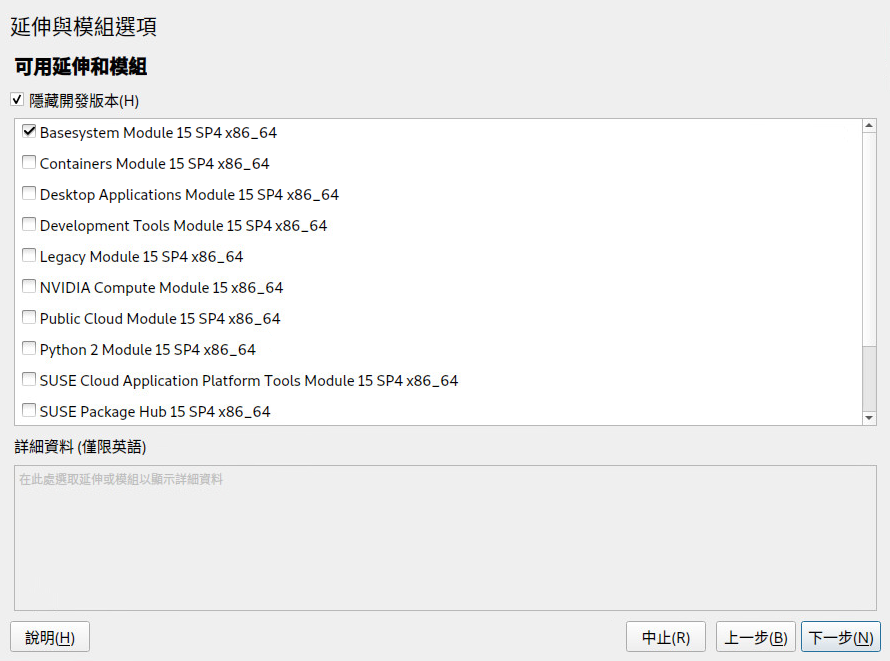 延伸與模組選項
可用延伸和模組
隱藏開發版本(H)
Basesystem Module 15 SP4 x86_64
Containers Module 15 SP4 x86_64
Desktop Applications Module 15 SP4 x86_64
Development Tools Module 15 SP4 x86_64
Legacy Module 15 SP4 x86_64
NVIDIA Compute Module 15 x86_64
Public Cloud Module 15 SP4 x86_64
Python 2 Module 15 SP4 x86_64
SUSE Cloud Application Platform Tools Module 15 SP4 x86_64
SUSE Package Hub 15 SP4 x86_64
詳細資料 (僅限英語)
在此處選取延伸或模組以顯示詳細資料
說明(H) 中止(R) 上一步(B) 下一步(N)